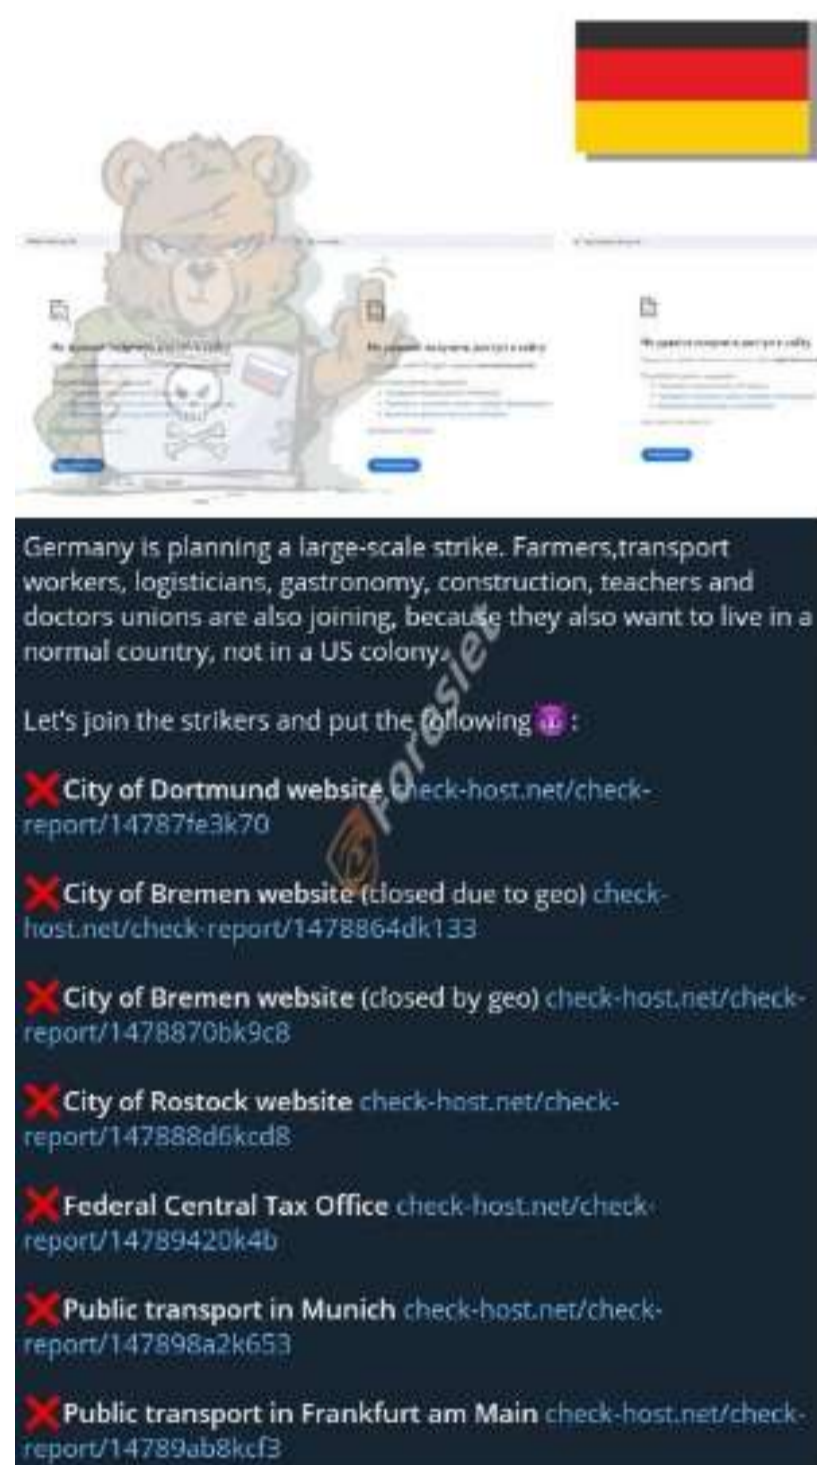 Не удается получить доступ к сайту
Germany is planning a large-scale strike. Farmers,transport
workers, logisticians, gastronomy, construction, teachers and
doctors unions are also joining, because they also want to live in a
normal country, not in a US colony.
Let's join the strikers and put the following😈:
❌City of Dortmund website check-host.net/check-
report/14787fe3k70
❌City of Bremen website (closed due to geo) check-
host.net/check-report/1478864dk133
❌City of Bremen website (closed by geo) check-host.net/check-
report/1478870bk9c8
❌City of Rostock website check-host.net/check-
report/147888d6kcd8
❌Federal Central Tax Office check-host.net/check-
report/14789420k4b
❌Public transport in Munich check-host.net/check-
report/147898a2k653
❌Public transport in Frankfurt am Main check-host.net/check-
report/14789ab8kcf3
Foresiet